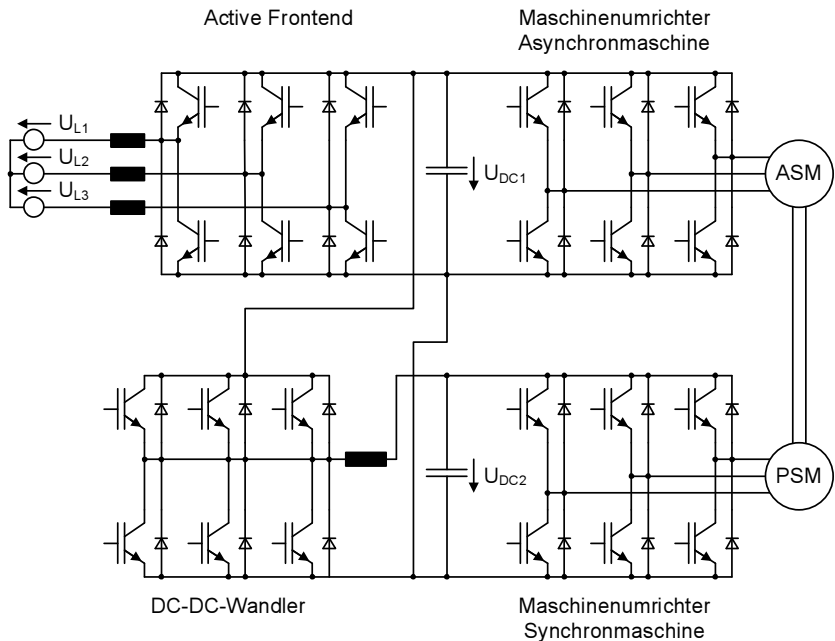 Active Frontend
Maschinenumrichter
Asynchronmaschine
U_L1
U_L2
U_L3
U_DC1
ASM
U_DC2
PSM
DC-DC-Wandler
Maschinenumrichter
Synchronmaschine